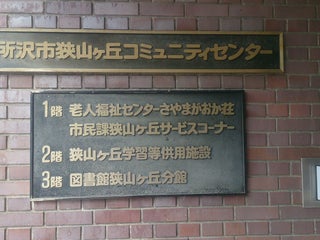 所沢市狭山ヶ丘コミュニティセンター
1階 老人福祉センターさやまがおか荘
市民課狭山ヶ丘サービスコーナー
2階 狭山ヶ丘学習等供用施設
3階 図書館狭山ヶ丘分館